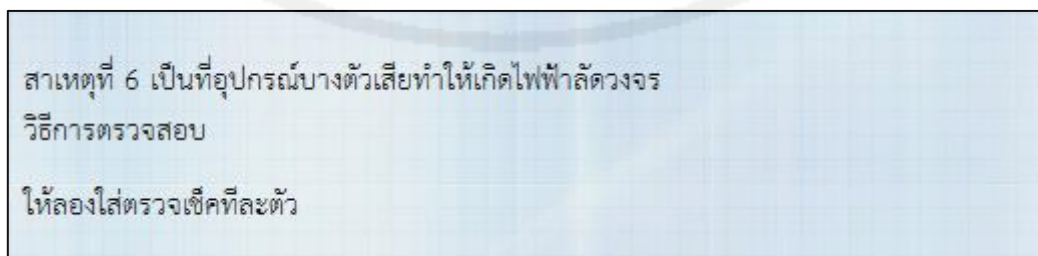 สาเหตุที่ 6 เป็นที่อุปกรณ์บางตัวเสียทำให้เกิดไฟฟ้าลัดวงจร
วิธีการตรวจสอบ
ให้ลองใส่ตรวจเช็คทีละตัว